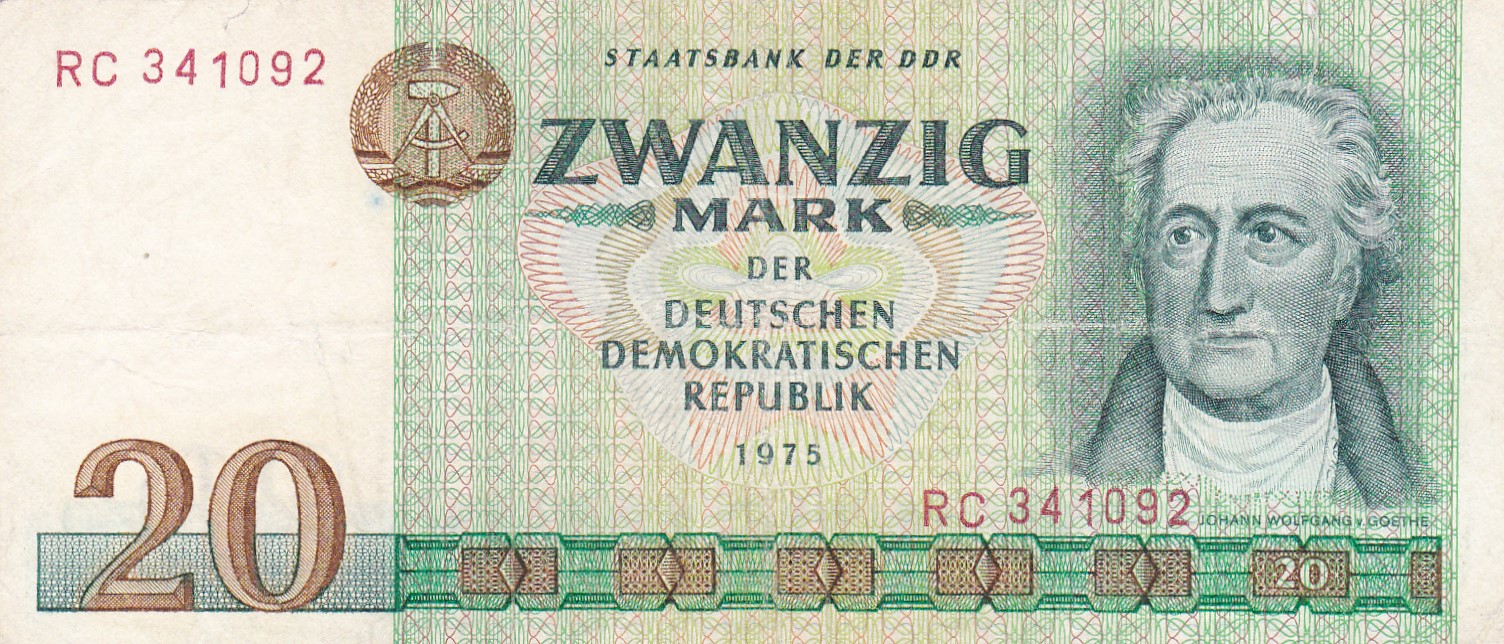 RC 341092
STAATSBANK DER DDR
ZWANZIG
MARK
DER
DEUTSCHEN
DEMOKRATISCHEN
REPUBLIK
1975
RC 341092
JOHANN WOLFGANG v. GOETHE
20
20